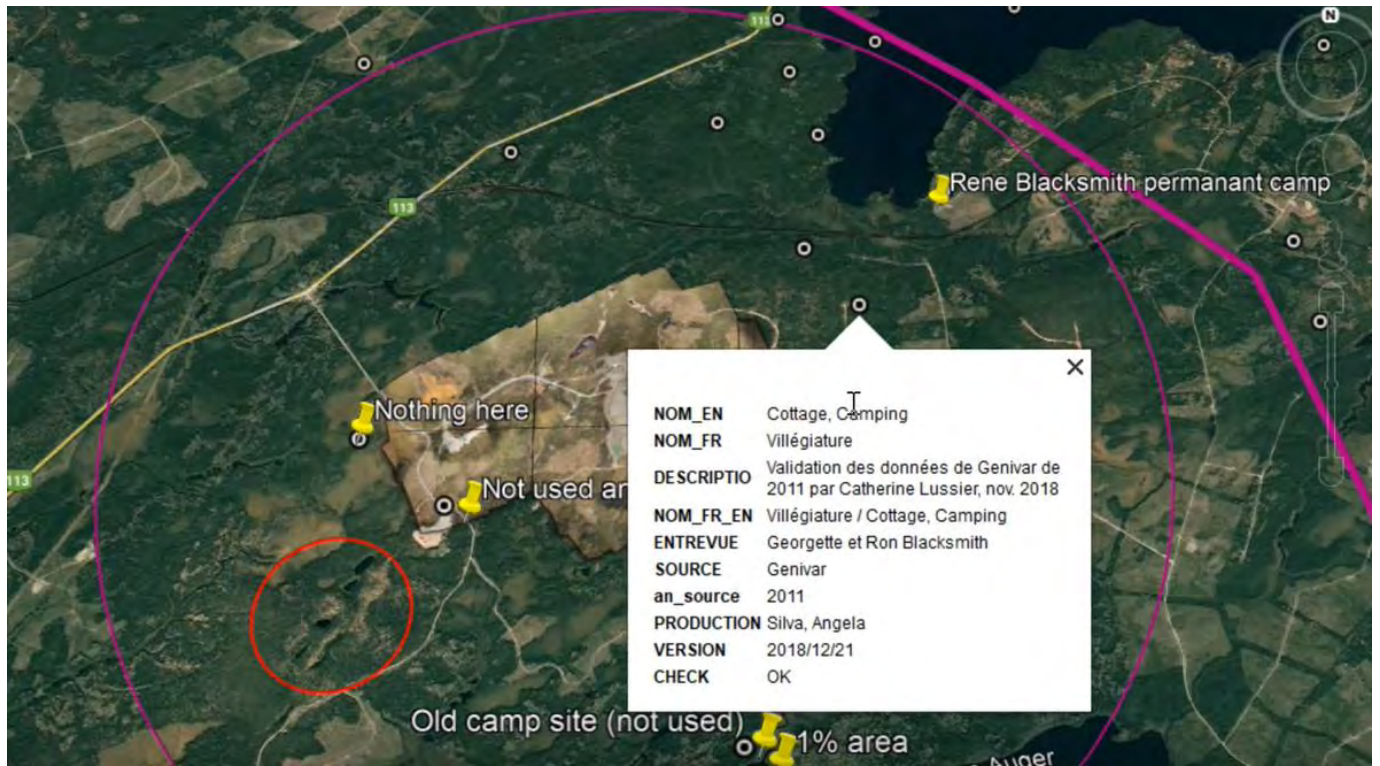 113
N
Rene Blacksmith permanant camp
113
Nothing here
113
Not used ar
NOM_EN Cottage, Camping
NOM_FR Villégiature
DESCRIPTIO Validation des données de Genivar de
2011 par Catherine Lussier, nov. 2018
NOM_FR_EN Villégiature / Cottage, Camping
ENTREVUE Georgette et Ron Blacksmith
SOURCE Genivar
an_source 2011
PRODUCTION Silva, Angela
VERSION 2018/12/21
CHECK OK
Old camp site (not used)
1% area
Auger